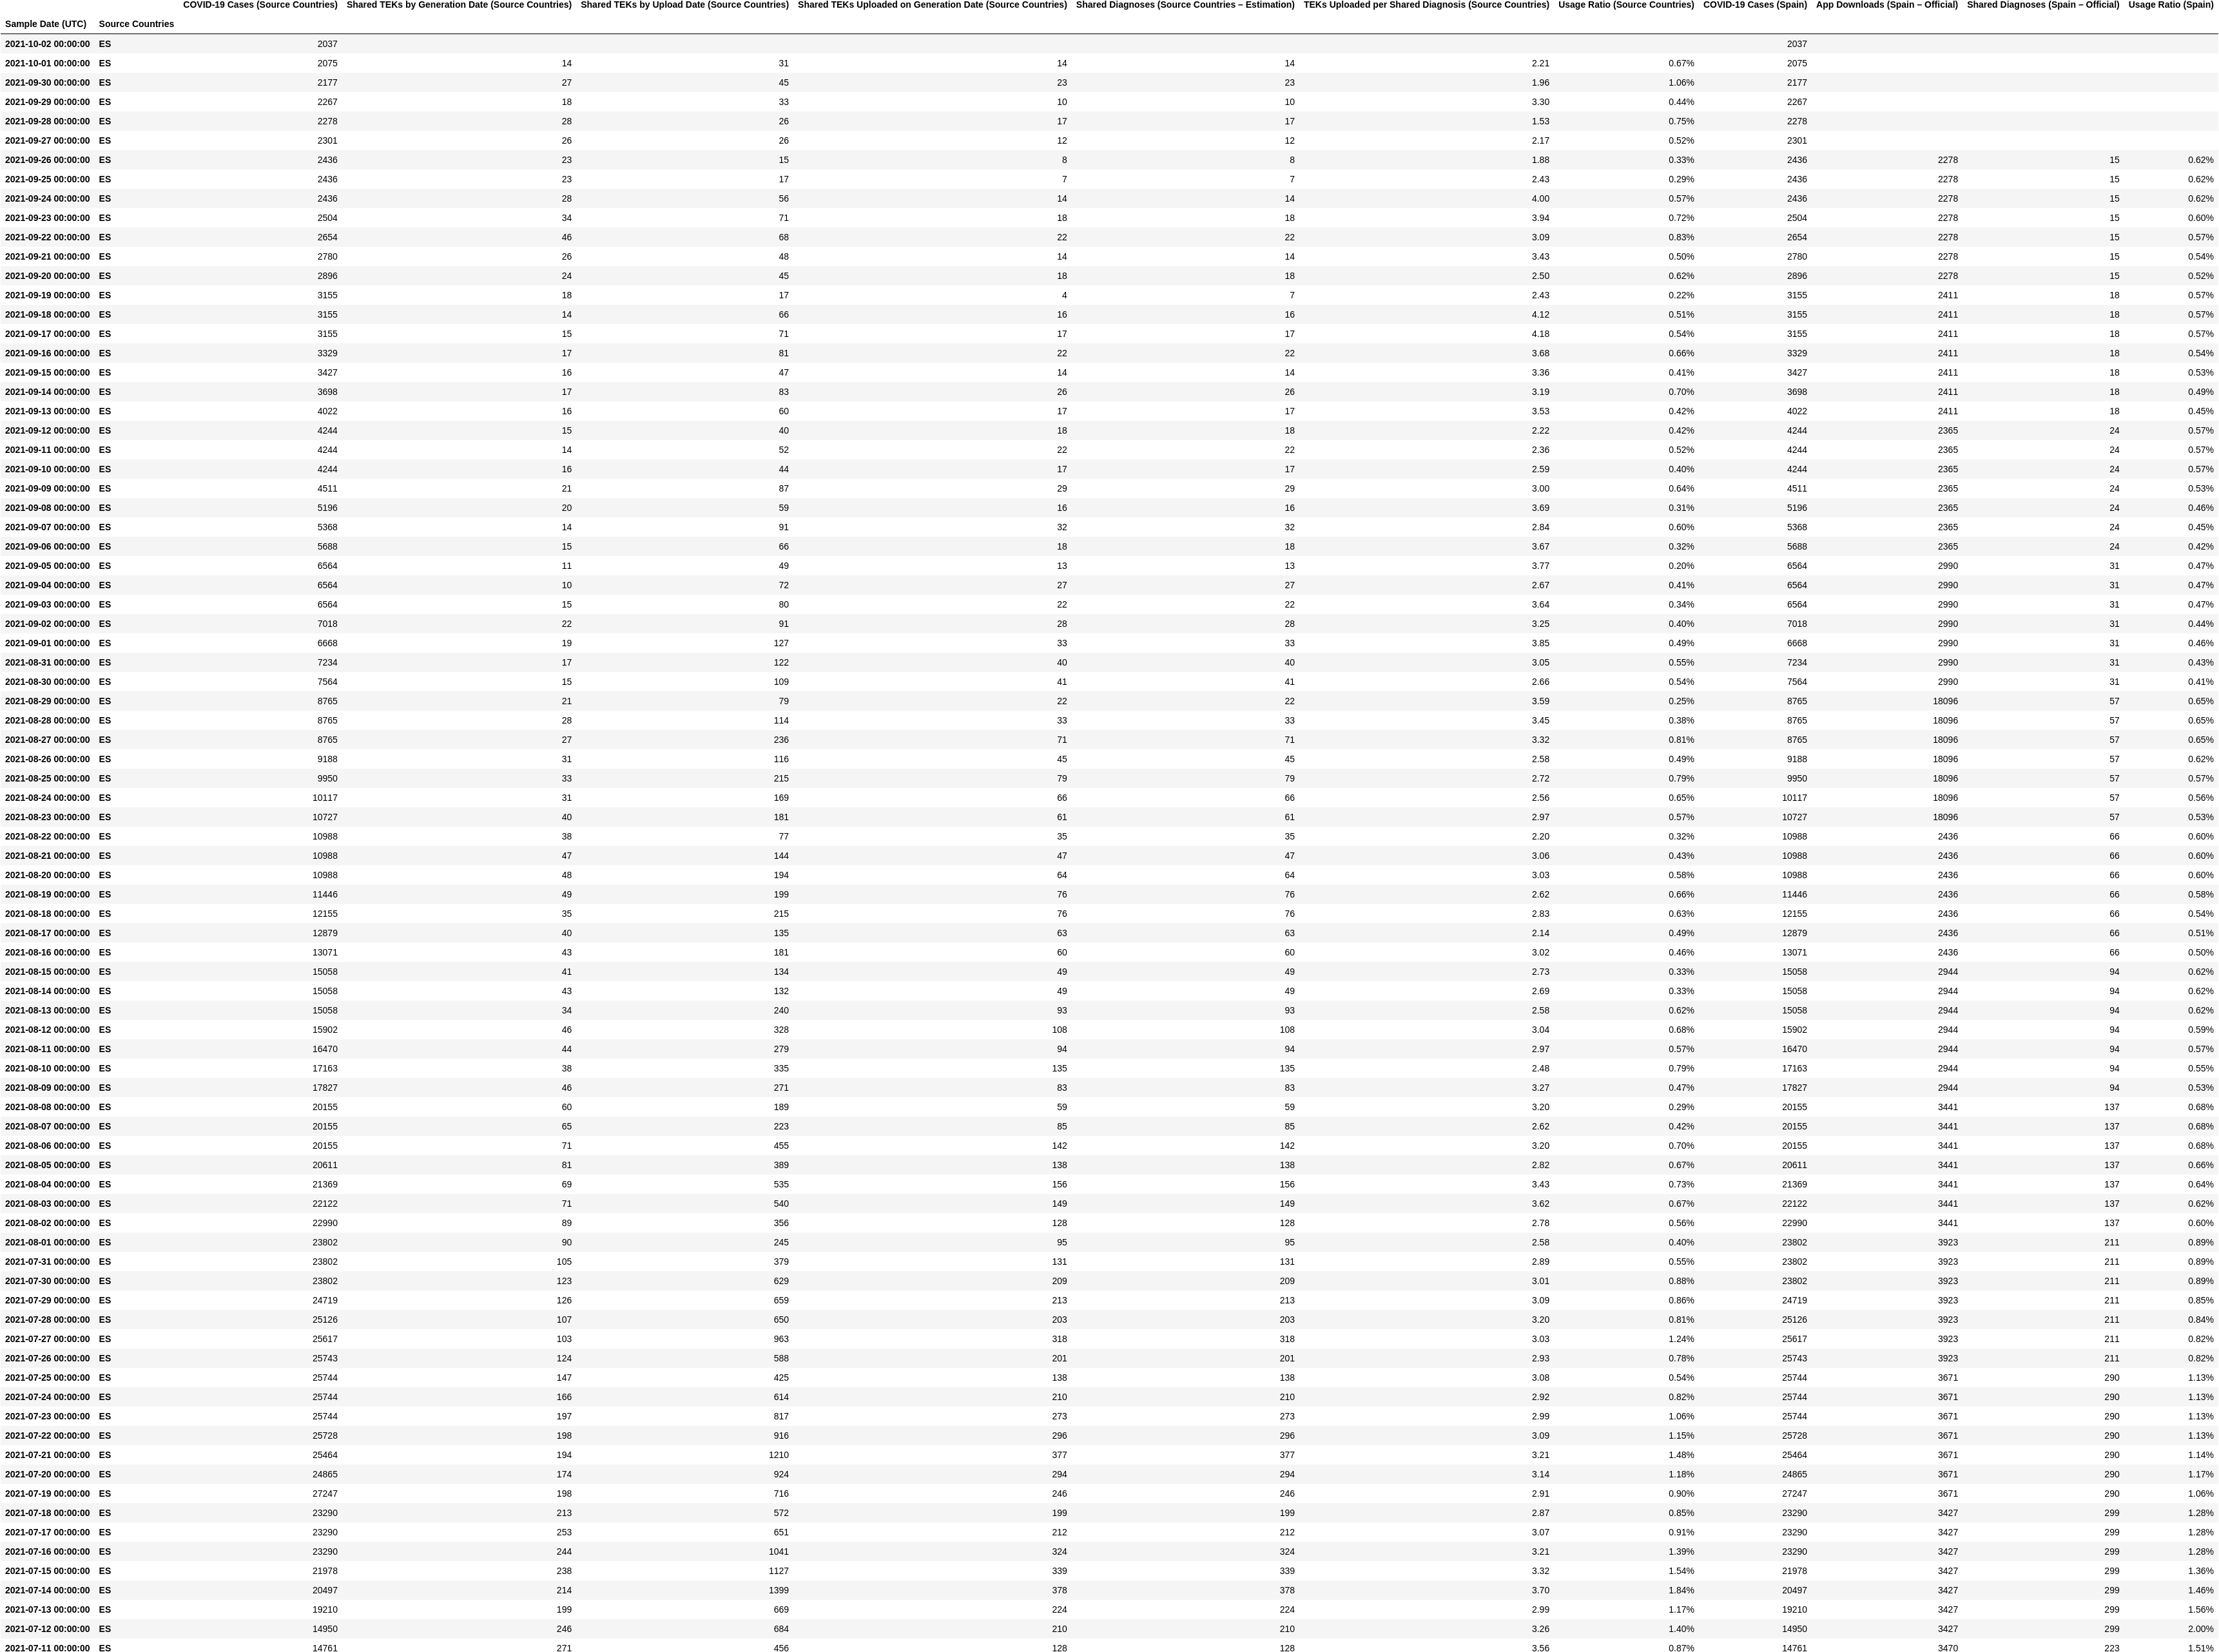 COVID-19 Cases (Source Countries) Shared TEKs by Generation Date (Source Countries) Shared TEKs by Upload Date (Source Countries) Shared TEKs Uploaded on Generation Date (Source Countries) Shared Diagnoses (Source Countries – Estimation) TEKs Uploaded per Shared Diagnosis (Source Countries) Usage Ratio (Source Countries) COVID-19 Cases (Spain) App Downloads (Spain – Official) Shared Diagnoses (Spain – Official) Usage Ratio (Spain)
Sample Date (UTC) Source Countries
2021-10-02 00:00:00 ES 2037 2037
2021-10-01 00:00:00 ES 2075 14 31 14 14 2.21 0.67% 2075
2021-09-30 00:00:00 ES 2177 27 45 23 23 1.96 1.06% 2177
2021-09-29 00:00:00 ES 2267 18 33 10 10 3.30 0.44% 2267
2021-09-28 00:00:00 ES 2278 28 26 17 17 1.53 0.75% 2278
2021-09-27 00:00:00 ES 2301 26 26 12 12 2.17 0.52% 2301
2021-09-26 00:00:00 ES 2436 23 15 8 8 1.88 0.33% 2436 2278 15 0.62%
2021-09-25 00:00:00 ES 2436 23 17 7 7 2.43 0.29% 2436 2278 15 0.62%
2021-09-24 00:00:00 ES 2436 28 56 14 14 4.00 0.57% 2436 2278 15 0.62%
2021-09-23 00:00:00 ES 2504 34 71 18 18 3.94 0.72% 2504 2278 15 0.60%
2021-09-22 00:00:00 ES 2654 46 68 22 22 3.09 0.83% 2654 2278 15 0.57%
2021-09-21 00:00:00 ES 2780 26 48 14 14 3.43 0.50% 2780 2278 15 0.54%
2021-09-20 00:00:00 ES 2896 24 45 18 18 2.50 0.62% 2896 2278 15 0.52%
2021-09-19 00:00:00 ES 3155 18 17 4 7 2.43 0.22% 3155 2411 18 0.57%
2021-09-18 00:00:00 ES 3155 14 66 16 16 4.12 0.51% 3155 2411 18 0.57%
2021-09-17 00:00:00 ES 3155 15 71 17 17 4.18 0.54% 3155 2411 18 0.57%
2021-09-16 00:00:00 ES 3329 17 81 22 22 3.68 0.66% 3329 2411 18 0.54%
2021-09-15 00:00:00 ES 3427 16 47 14 14 3.36 0.41% 3427 2411 18 0.53%
2021-09-14 00:00:00 ES 3698 17 83 26 26 3.19 0.70% 3698 2411 18 0.49%
2021-09-13 00:00:00 ES 4022 16 60 17 17 3.53 0.42% 4022 2411 18 0.45%
2021-09-12 00:00:00 ES 4244 15 40 18 18 2.22 0.42% 4244 2365 24 0.57%
2021-09-11 00:00:00 ES 4244 14 52 22 22 2.36 0.52% 4244 2365 24 0.57%
2021-09-10 00:00:00 ES 4244 16 44 17 17 2.59 0.40% 4244 2365 24 0.57%
2021-09-09 00:00:00 ES 4511 21 87 29 29 3.00 0.64% 4511 2365 24 0.53%
2021-09-08 00:00:00 ES 5196 20 59 16 16 3.69 0.31% 5196 2365 24 0.46%
2021-09-07 00:00:00 ES 5368 14 91 32 32 2.84 0.60% 5368 2365 24 0.45%
2021-09-06 00:00:00 ES 5688 15 66 18 18 3.67 0.32% 5688 2365 24 0.42%
2021-09-05 00:00:00 ES 6564 11 49 13 13 3.77 0.20% 6564 2990 31 0.47%
2021-09-04 00:00:00 ES 6564 10 72 27 27 2.67 0.41% 6564 2990 31 0.47%
2021-09-03 00:00:00 ES 6564 15 80 22 22 3.64 0.34% 6564 2990 31 0.47%
2021-09-02 00:00:00 ES 7018 22 91 28 28 3.25 0.40% 7018 2990 31 0.44%
2021-09-01 00:00:00 ES 6668 19 127 33 33 3.85 0.49% 6668 2990 31 0.46%
2021-08-31 00:00:00 ES 7234 17 122 40 40 3.05 0.55% 7234 2990 31 0.43%
2021-08-30 00:00:00 ES 7564 15 109 41 41 2.66 0.54% 7564 2990 31 0.41%
2021-08-29 00:00:00 ES 8765 21 79 22 22 3.59 0.25% 8765 18096 57 0.65%
2021-08-28 00:00:00 ES 8765 28 114 33 33 3.45 0.38% 8765 18096 57 0.65%
2021-08-27 00:00:00 ES 8765 27 236 71 71 3.32 0.81% 8765 18096 57 0.65%
2021-08-26 00:00:00 ES 9188 31 116 45 45 2.58 0.49% 9188 18096 57 0.62%
2021-08-25 00:00:00 ES 9950 33 215 79 79 2.72 0.79% 9950 18096 57 0.57%
2021-08-24 00:00:00 ES 10117 31 169 66 66 2.56 0.65% 10117 18096 57 0.56%
2021-08-23 00:00:00 ES 10727 40 181 61 61 2.97 0.57% 10727 18096 57 0.53%
2021-08-22 00:00:00 ES 10988 38 77 35 35 2.20 0.32% 10988 2436 66 0.60%
2021-08-21 00:00:00 ES 10988 47 144 47 47 3.06 0.43% 10988 2436 66 0.60%
2021-08-20 00:00:00 ES 10988 48 194 64 64 3.03 0.58% 10988 2436 66 0.60%
2021-08-19 00:00:00 ES 11446 49 199 76 76 2.62 0.66% 11446 2436 66 0.58%
2021-08-18 00:00:00 ES 12155 35 215 76 76 2.83 0.63% 12155 2436 66 0.54%
2021-08-17 00:00:00 ES 12879 40 135 63 63 2.14 0.49% 12879 2436 66 0.51%
2021-08-16 00:00:00 ES 13071 43 181 60 60 3.02 0.46% 13071 2436 66 0.50%
2021-08-15 00:00:00 ES 15058 41 134 49 49 2.73 0.33% 15058 2944 94 0.62%
2021-08-14 00:00:00 ES 15058 43 132 49 49 2.69 0.33% 15058 2944 94 0.62%
2021-08-13 00:00:00 ES 15058 34 240 93 93 2.58 0.62% 15058 2944 94 0.62%
2021-08-12 00:00:00 ES 15902 46 328 108 108 3.04 0.68% 15902 2944 94 0.59%
2021-08-11 00:00:00 ES 16470 44 279 94 94 2.97 0.57% 16470 2944 94 0.57%
2021-08-10 00:00:00 ES 17163 38 335 135 135 2.48 0.79% 17163 2944 94 0.55%
2021-08-09 00:00:00 ES 17827 46 271 83 83 3.27 0.47% 17827 2944 94 0.53%
2021-08-08 00:00:00 ES 20155 60 189 59 59 3.20 0.29% 20155 3441 137 0.68%
2021-08-07 00:00:00 ES 20155 65 223 85 85 2.62 0.42% 20155 3441 137 0.68%
2021-08-06 00:00:00 ES 20155 71 455 142 142 3.20 0.70% 20155 3441 137 0.68%
2021-08-05 00:00:00 ES 20611 81 389 138 138 2.82 0.67% 20611 3441 137 0.66%
2021-08-04 00:00:00 ES 21369 69 535 156 156 3.43 0.73% 21369 3441 137 0.64%
2021-08-03 00:00:00 ES 22122 71 540 149 149 3.62 0.67% 22122 3441 137 0.62%
2021-08-02 00:00:00 ES 22990 89 356 128 128 2.78 0.56% 22990 3441 137 0.60%
2021-08-01 00:00:00 ES 23802 90 245 95 95 2.58 0.40% 23802 3923 211 0.89%
2021-07-31 00:00:00 ES 23802 105 379 131 131 2.89 0.55% 23802 3923 211 0.89%
2021-07-30 00:00:00 ES 23802 123 629 209 209 3.01 0.88% 23802 3923 211 0.89%
2021-07-29 00:00:00 ES 24719 126 659 213 213 3.09 0.86% 24719 3923 211 0.85%
2021-07-28 00:00:00 ES 25126 107 650 203 203 3.20 0.81% 25126 3923 211 0.84%
2021-07-27 00:00:00 ES 25617 103 963 318 318 3.03 1.24% 25617 3923 211 0.82%
2021-07-26 00:00:00 ES 25743 124 588 201 201 2.93 0.78% 25743 3923 211 0.82%
2021-07-25 00:00:00 ES 25744 147 425 138 138 3.08 0.54% 25744 3671 290 1.13%
2021-07-24 00:00:00 ES 25744 166 614 210 210 2.92 0.82% 25744 3671 290 1.13%
2021-07-23 00:00:00 ES 25744 197 817 273 273 2.99 1.06% 25744 3671 290 1.13%
2021-07-22 00:00:00 ES 25728 198 916 296 296 3.09 1.15% 25728 3671 290 1.13%
2021-07-21 00:00:00 ES 25464 194 1210 377 377 3.21 1.48% 25464 3671 290 1.14%
2021-07-20 00:00:00 ES 24865 174 924 294 294 3.14 1.18% 24865 3671 290 1.17%
2021-07-19 00:00:00 ES 27247 198 716 246 246 2.91 0.90% 27247 3671 290 1.06%
2021-07-18 00:00:00 ES 23290 213 572 199 199 2.87 0.85% 23290 3427 299 1.28%
2021-07-17 00:00:00 ES 23290 253 651 212 212 3.07 0.91% 23290 3427 299 1.28%
2021-07-16 00:00:00 ES 23290 244 1041 324 324 3.21 1.39% 23290 3427 299 1.28%
2021-07-15 00:00:00 ES 21978 238 1127 339 339 3.32 1.54% 21978 3427 299 1.36%
2021-07-14 00:00:00 ES 20497 214 1399 378 378 3.70 1.84% 20497 3427 299 1.46%
2021-07-13 00:00:00 ES 19210 199 669 224 224 2.99 1.17% 19210 3427 299 1.56%
2021-07-12 00:00:00 ES 14950 246 684 210 210 3.26 1.40% 14950 3427 299 2.00%
2021-07-11 00:00:00 ES 14761 271 456 128 128 3.56 0.87% 14761 3470 223 1.51%